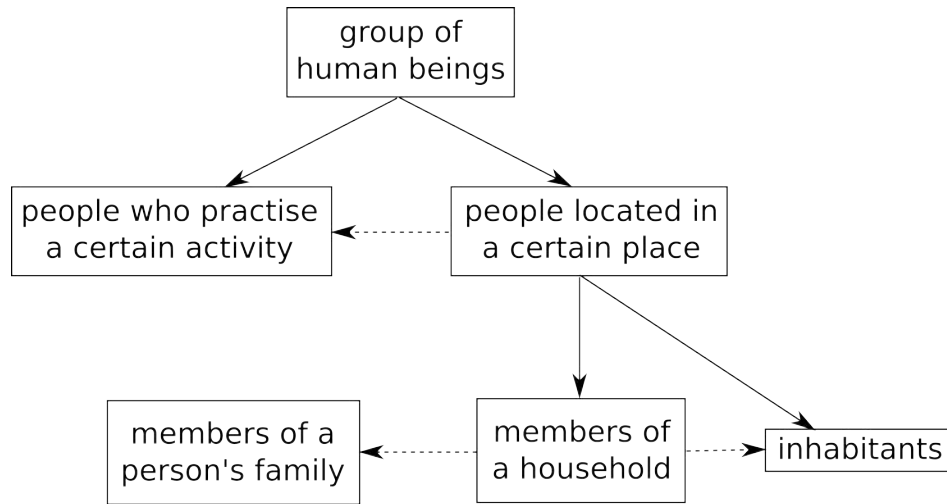 group of
human beings
people who practise
a certain activity
people located in
a certain place
members of a
person's family
members of
a household
inhabitants